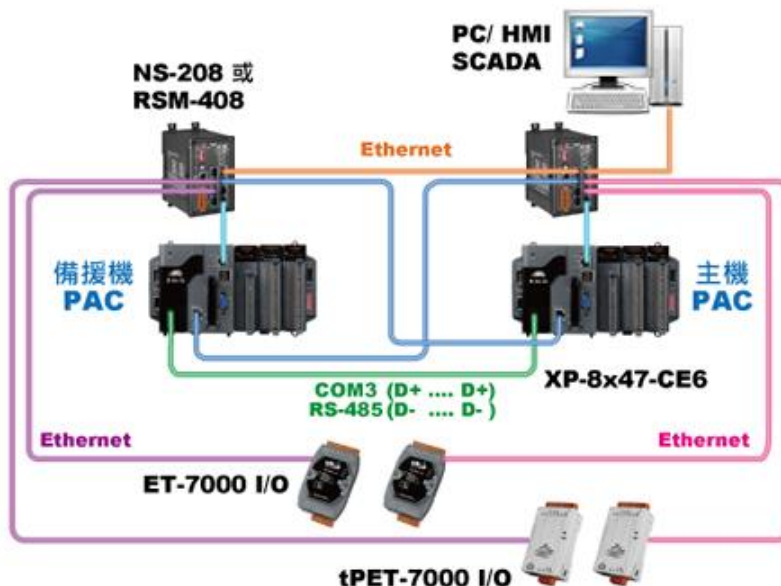 PC/ HMI
SCADA
NS-208 或
RSM-408
Ethernet
備援機
PAC
主機
PAC
XP-8x47-CE6
COM3 (D+ .... D+)
RS-485(D- .... D- )
Ethernet
Ethernet
ET-7000 I/O
tPET-7000 I/O